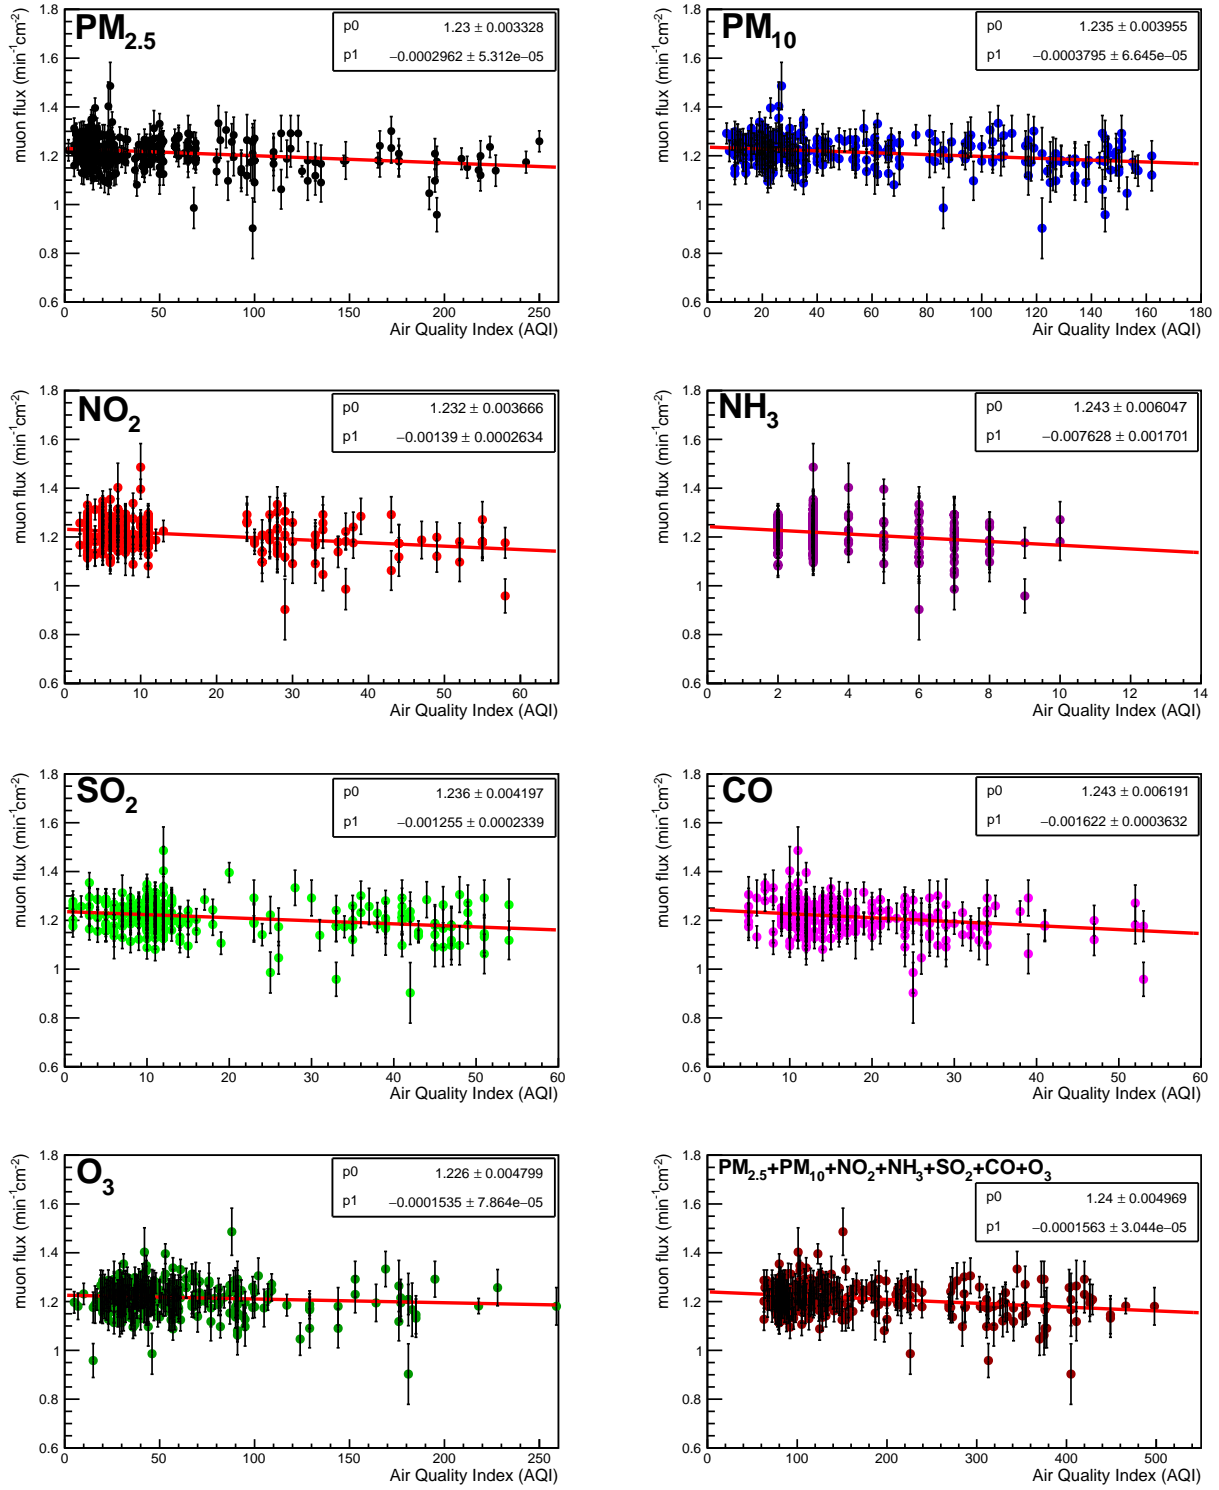 PM2.5
p0 1.23 ± 0.003328
p1 −0.0002962 ± 5.312e−05
muon flux (min-1cm-2)
1.8
1.6
1.4
1.2
1
0.8
0.6
0 50 100 150 200 250
Air Quality Index (AQI)
PM10
p0 1.235 ± 0.003955
p1 −0.0003795 ± 6.645e−05
muon flux (min-1cm-2)
1.8
1.6
1.4
1.2
1
0.8
0.6
0 20 40 60 80 100 120 140 160 180
Air Quality Index (AQI)
NO2
p0 1.232 ± 0.003666
p1 −0.00139 ± 0.0002634
muon flux (min-1cm-2)
1.8
1.6
1.4
1.2
1
0.8
0.6
0 10 20 30 40 50 60
Air Quality Index (AQI)
NH3
p0 1.243 ± 0.006047
p1 −0.007628 ± 0.001701
muon flux (min-1cm-2)
1.8
1.6
1.4
1.2
1
0.8
0.6
0 2 4 6 8 10 12 14
Air Quality Index (AQI)
SO2
p0 1.236 ± 0.004197
p1 −0.001255 ± 0.0002339
muon flux (min-1cm-2)
1.8
1.6
1.4
1.2
1
0.8
0.6
0 10 20 30 40 50 60
Air Quality Index (AQI)
CO
p0 1.243 ± 0.006191
p1 −0.001622 ± 0.0003632
muon flux (min-1cm-2)
1.8
1.6
1.4
1.2
1
0.8
0.6
0 10 20 30 40 50 60
Air Quality Index (AQI)
O3
p0 1.226 ± 0.004799
p1 −0.0001535 ± 7.864e−05
muon flux (min-1cm-2)
1.8
1.6
1.4
1.2
1
0.8
0.6
0 50 100 150 200 250
Air Quality Index (AQI)
PM2.5+PM10+NO2+NH3+SO2+CO+O3
p0 1.24 ± 0.004969
p1 −0.0001563 ± 3.044e−05
muon flux (min-1cm-2)
1.8
1.6
1.4
1.2
1
0.8
0.6
0 100 200 300 400 500
Air Quality Index (AQI)